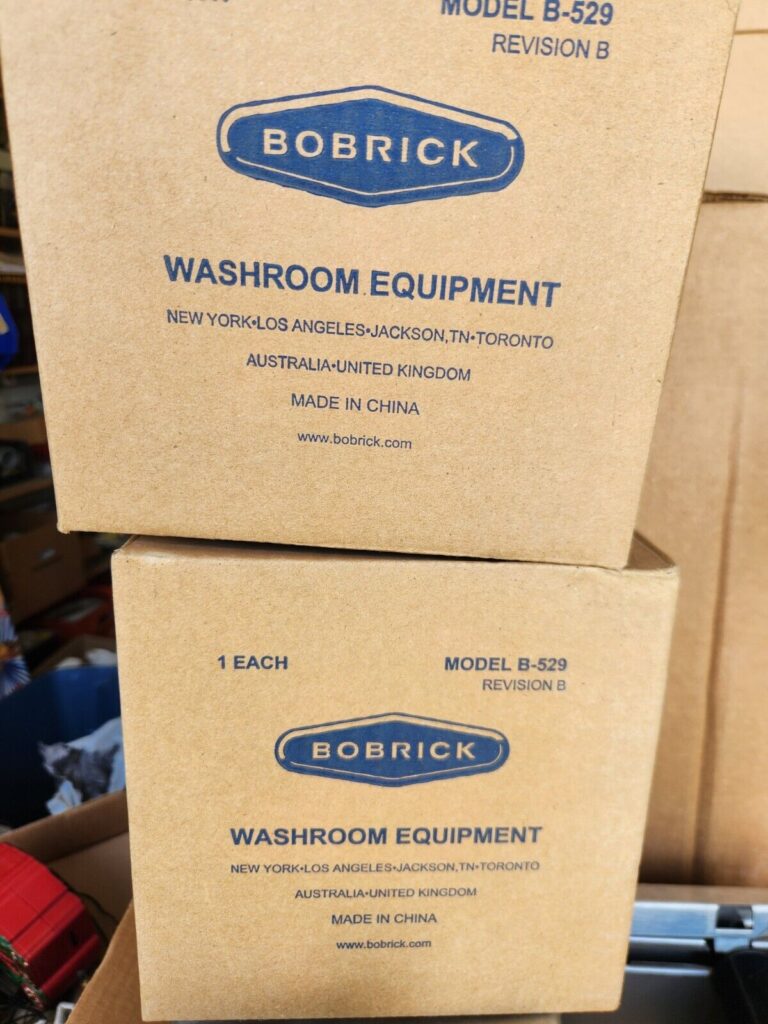 MODEL B-529
REVISION B
BOBRICK
WASHROOM EQUIPMENT
NEW YORK•LOS ANGELES•JACKSON,TN•TORONTO
AUSTRALIA•UNITED KINGDOM
MADE IN CHINA
www.bobrick.com
1 EACH MODEL B-529
REVISION B
BOBRICK
WASHROOM EQUIPMENT
NEW YORK•LOS ANGELES•JACKSON,TN•TORONTO
AUSTRALIA•UNITED KINGDOM
MADE IN CHINA
www.bobrick.com